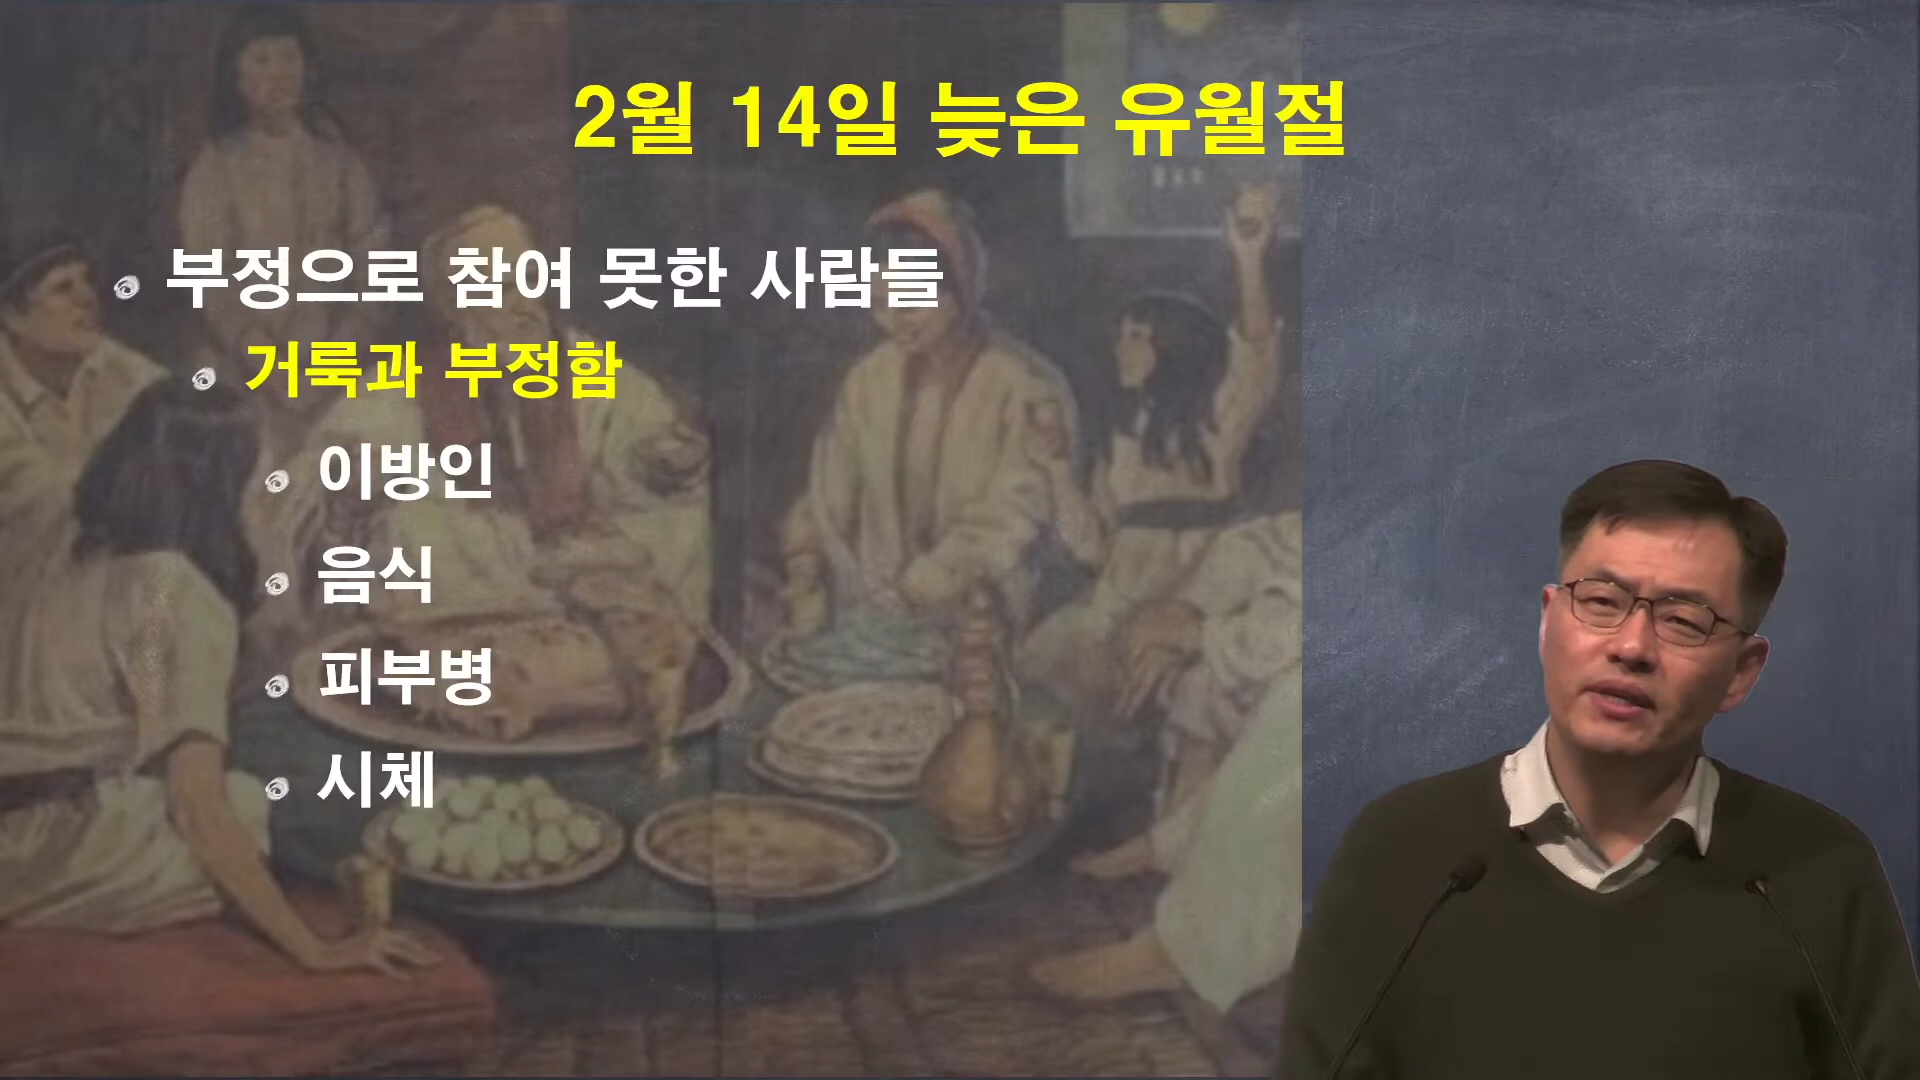 2월 14일 늦은 유월절
부정으로 참여 못한 사람들
거룩과 부정함
이방인
음식
피부병
시체